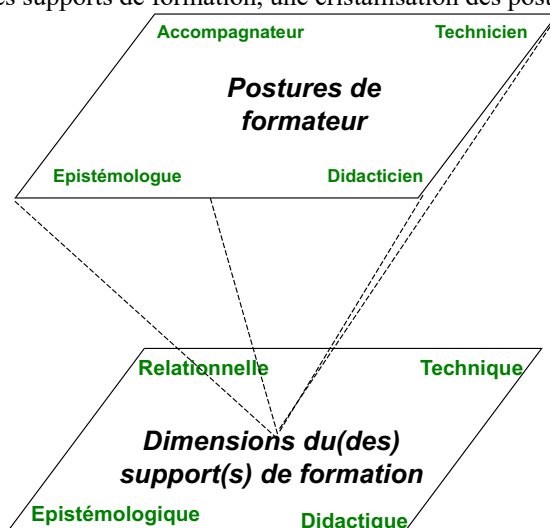 es supports de formation, une cristallisation des post
Accompagnateur Technicien
Postures de
formateur
Epistémologue Didacticien
Relationnelle Technique
Dimensions du(des)
support(s) de formation
Epistémologique Didactique